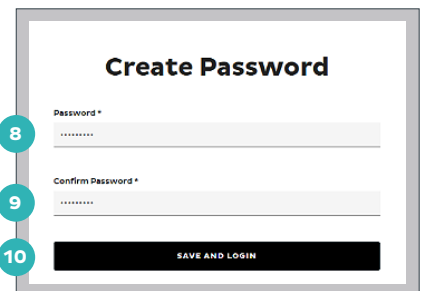 Create Password
Password *
8
•••••••••
Confirm Password *
9
•••••••••
10
SAVE AND LOGIN